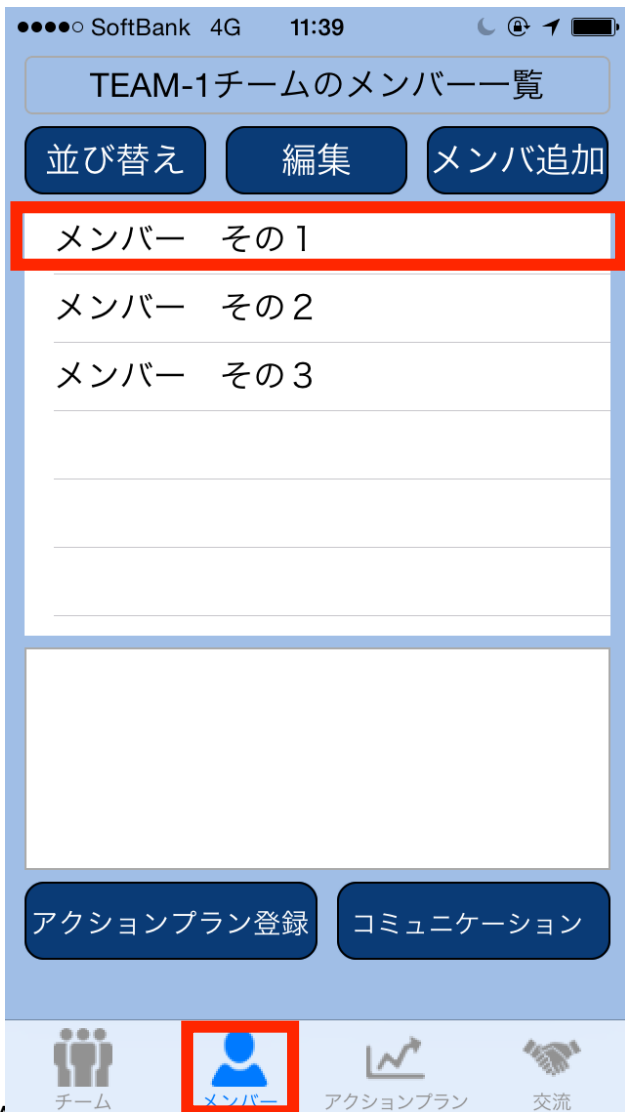 SoftBank 4G 11:39
TEAM-1チームのメンバー一覧
並び替え 編集 メンバ追加
メンバー その１
メンバー その２
メンバー その３
アクションプラン登録 コミュニケーション
チーム メンバー アクションプラン 交流